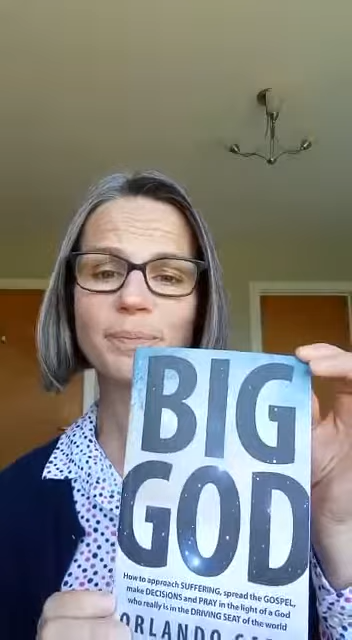 BIG
GOD
How to approach SUFFERING, spread the GOSPEL,
make DECISIONS and PRAY in the light of a God
who really is in the DRIVING SEAT of the world
ORLANDO